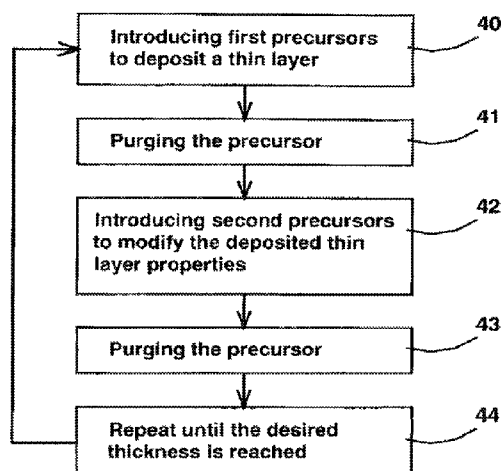 40
Introducing first precursors
to deposit a thin layer
41
Purging the precursor
42
Introducing second precursors
to modify the deposited thin
layer properties
43
Purging the precursor
44
Repeat until the desired
thickness is reached